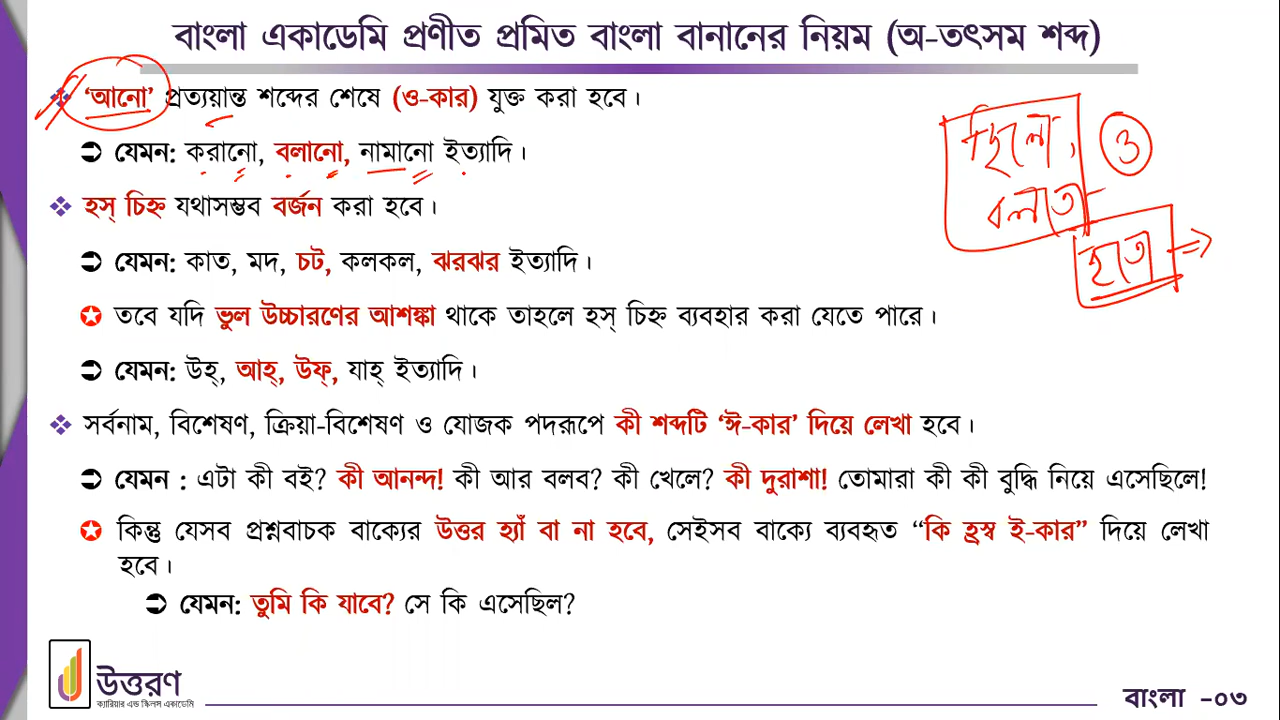 বাংলা একাডেমি প্রণীত প্রমিত বাংলা বানানের নিয়ম (অ-তৎসম শব্দ)
❖ ‘আনো’ প্রত্যয়ান্ত শব্দের শেষে (ও-কার) যুক্ত করা হবে।
➲ যেমন: করানো, বলানো, নামানো ইত্যাদি।
❖ হস্ চিহ্ন যথাসম্ভব বর্জন করা হবে।
➲ যেমন: কাত, মদ, চট, কলকল, ঝরঝর ইত্যাদি।
✪ তবে যদি ভুল উচ্চারণের আশঙ্কা থাকে তাহলে হস্ চিহ্ন ব্যবহার করা যেতে পারে।
➲ যেমন: উহ্, আহ্, উফ্, যাহ্ ইত্যাদি।
❖ সর্বনাম, বিশেষণ, ক্রিয়া-বিশেষণ ও যোজক পদরূপে কী শব্দটি ‘ঈ-কার’ দিয়ে লেখা হবে।
➲ যেমন : এটা কী বই? কী আনন্দ! কী আর বলব? কী খেলে? কী দুরাশা! তোমারা কী কী বুদ্ধি নিয়ে এসেছিলে!
✪ কিন্তু যেসব প্রশ্নবাচক বাক্যের উত্তর হ্যাঁ বা না হবে, সেইসব বাক্যে ব্যবহৃত “কি হ্রস্ব ই-কার” দিয়ে লেখা
হবে।
➲ যেমন: তুমি কি যাবে? সে কি এসেছিল?
ছিলো, ও
উত্তরণ
ক্যারিয়ার এন্ড স্কিলস একাডেমি
বাংলা -০৩